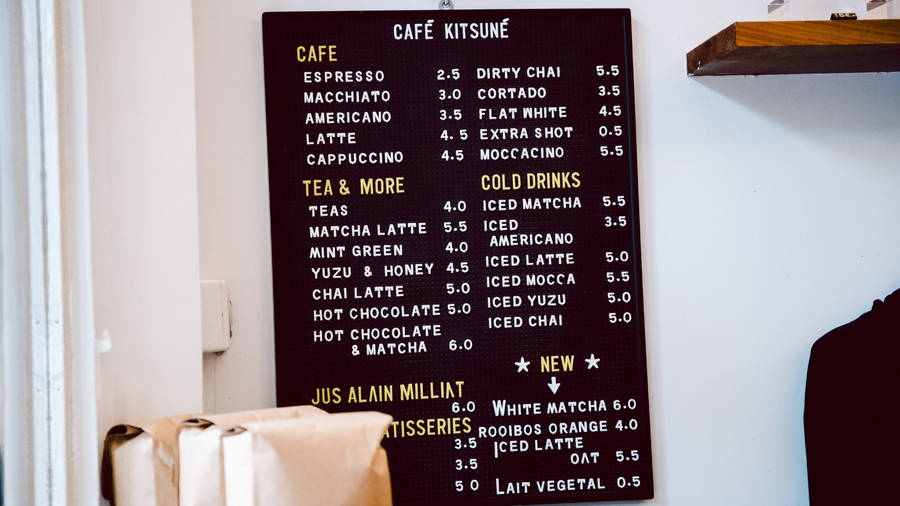 CAFÉ KITSUNÉ
CAFE
ESPRESSO 2.5
MACCHIATO 3.0
AMERICANO 3.5
LATTE 4.5
CAPPUCCINO 4.5
DIRTY CHAI 5.5
CORTADO 3.5
FLAT WHITE 4.5
EXTRA SHOT 0.5
MOCCACINO 5.5
TEA & MORE
TEAS 4.0
MATCHA LATTE 5.5
MINT GREEN 4.0
YUZU & HONEY 4.5
CHAI LATTE 5.0
HOT CHOCOLATE 5.0
HOT CHOCOLATE
& MATCHA 6.0
COLD DRINKS
ICED MATCHA 5.5
ICED 3.5
AMERICANO
ICED LATTE 5.0
ICED MOCCA 5.5
ICED YUZU 5.0
ICED CHAI 5.0
JUS ALAIN MILLIAT
6.0
ATISSERIES
3.5
3.5
5 0
* NEW *
WHITE MATCHA 6.0
ROOIBOS ORANGE 4.0
ICED LATTE
OAT 5.5
LAIT VEGETAL 0.5